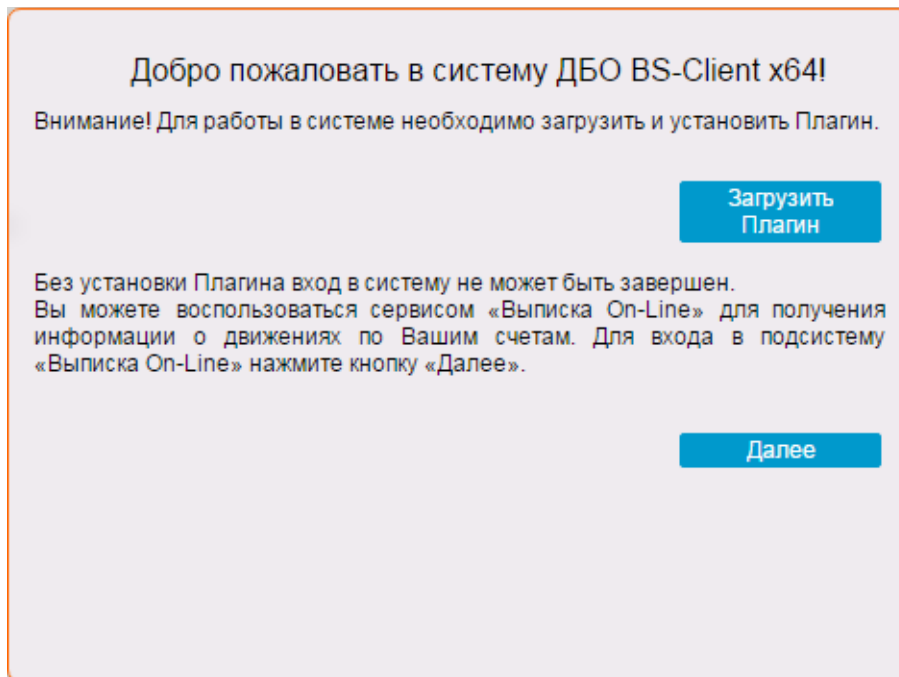 Добро пожаловать в систему ДБО BS-Client x64!
Внимание! Для работы в системе необходимо загрузить и установить Плагин.
Загрузить
Плагин
Без установки Плагина вход в систему не может быть завершен.
Вы можете воспользоваться сервисом «Выписка On-Line» для получения
информации о движениях по Вашим счетам. Для входа в подсистему
«Выписка On-Line» нажмите кнопку «Далее».
Далее